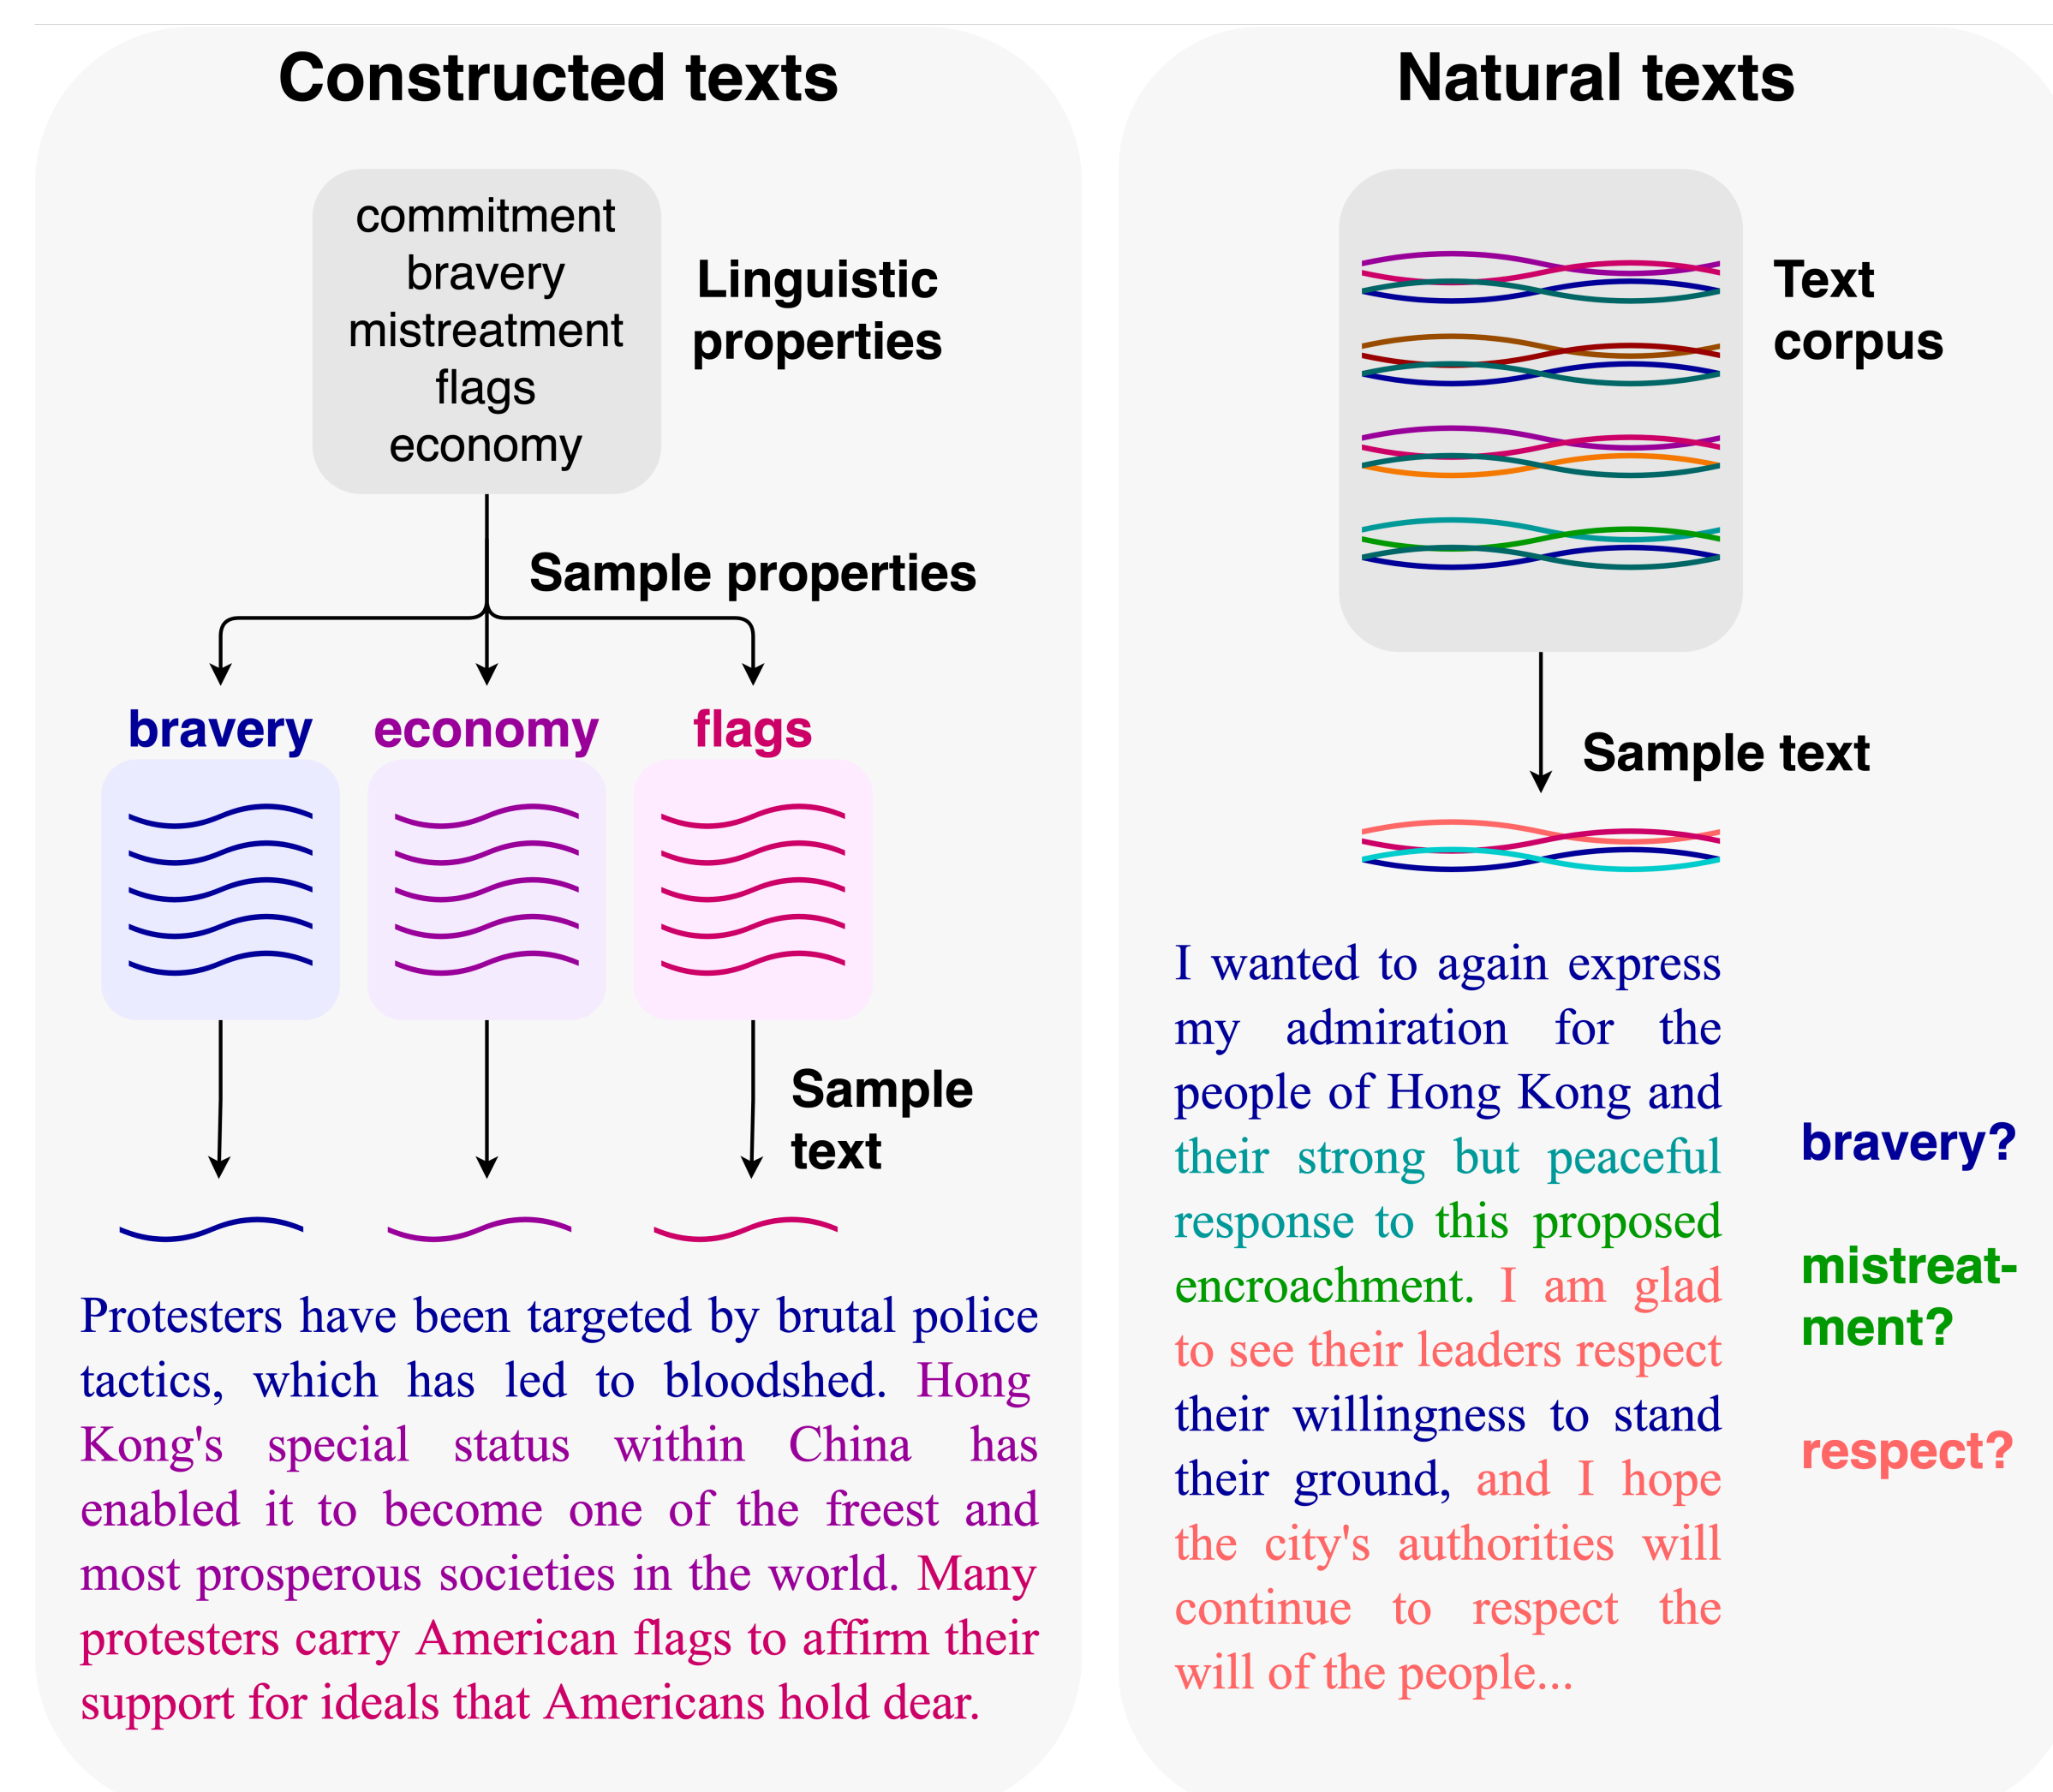 Constructed texts
commitment
bravery
mistreatment
flags
economy
Linguistic
properties
Sample properties
bravery
economy
flags
Sample
text
Protesters have been targeted by brutal police
tactics, which has led to bloodshed. Hong
Kong's special status within China has
enabled it to become one of the freest and
most prosperous societies in the world. Many
protesters carry American flags to affirm their
support for ideals that Americans hold dear.
Natural texts
Text
corpus
Sample text
I wanted to again express
my admiration for the
people of Hong Kong and
their strong but peaceful
response to this proposed
encroachment. I am glad
to see their leaders respect
their willingness to stand
their ground, and I hope
the city's authorities will
continue to respect the
will of the people...
bravery?
mistreat-
ment?
respect?